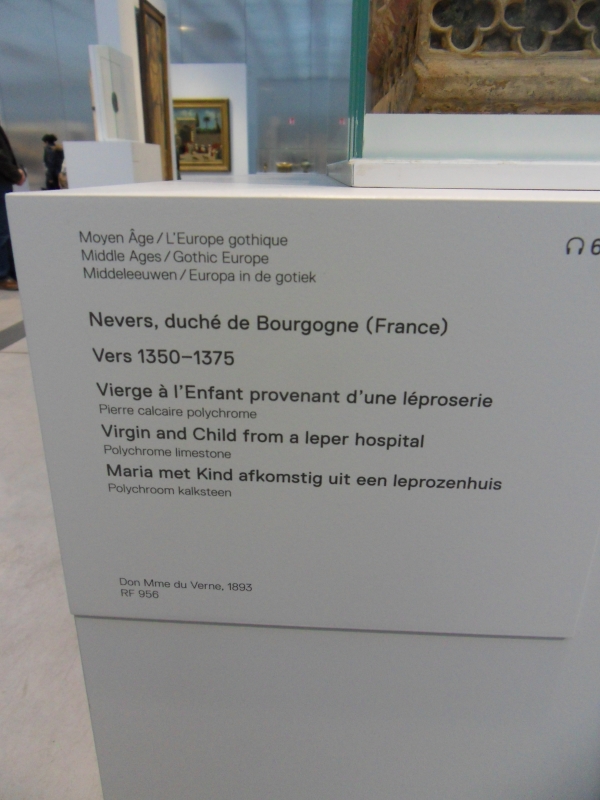 Moyen Âge / L'Europe gothique
Middle Ages / Gothic Europe
Middeleeuwen / Europa in de gotiek
6
Nevers, duché de Bourgogne (France)
Vers 1350–1375
Vierge à l'Enfant provenant d'une léproserie
Pierre calcaire polychrome
Virgin and Child from a leper hospital
Polychrome limestone
Maria met Kind afkomstig uit een leprozenhuis
Polychroom kalksteen
Don Mme du Verne, 1893
RF 956